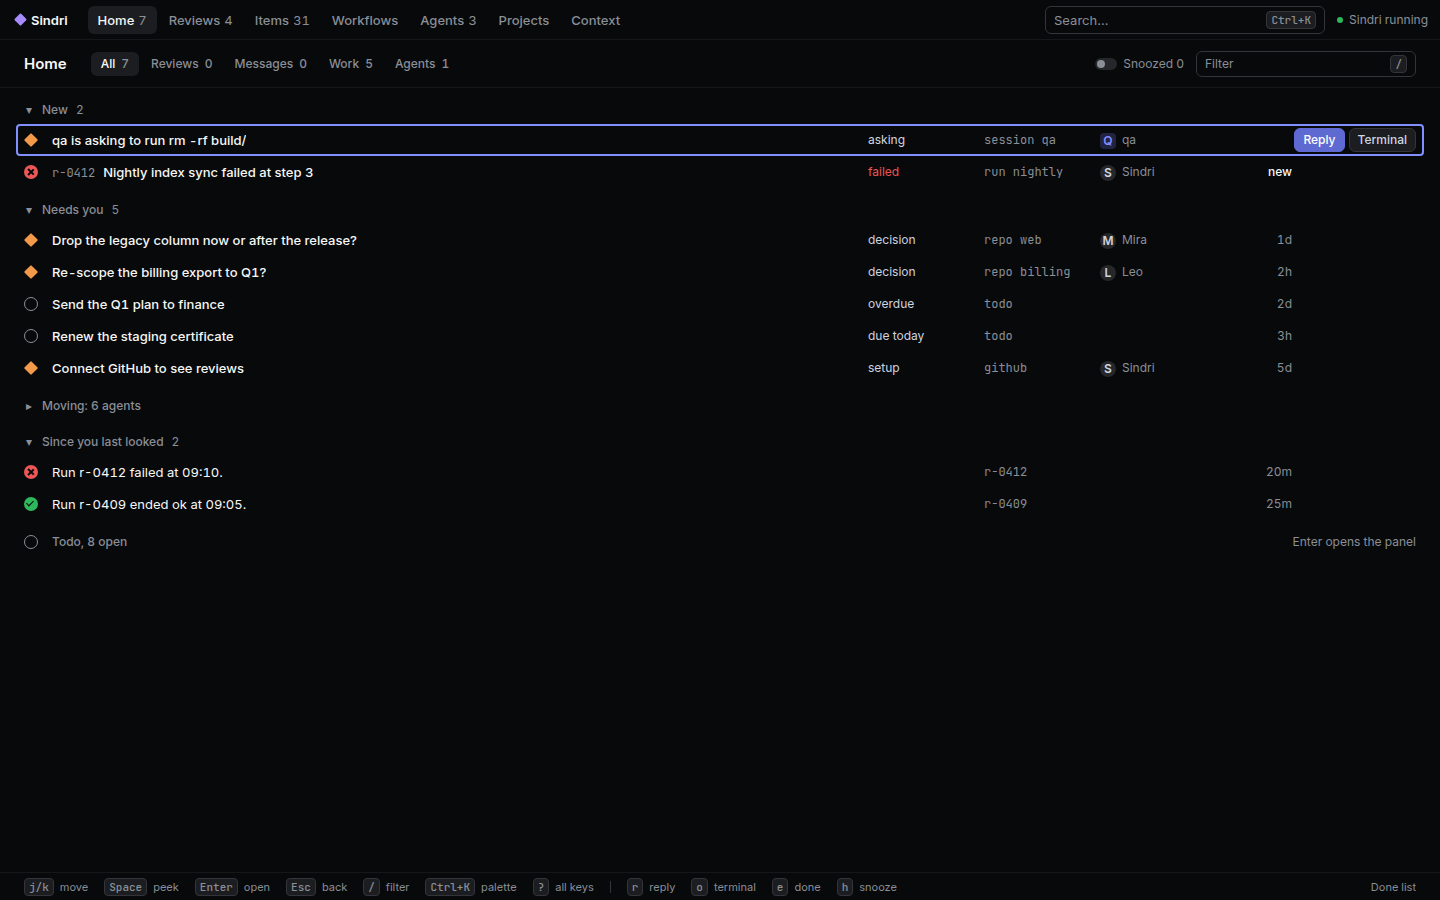 Sindri Home 7 Reviews 4 Items 31 Workflows Agents 3 Projects Context Search... Ctrl+K Sindri running
Home All 7 Reviews 0 Messages 0 Work 5 Agents 1 Snoozed 0 Filter /
New 2
qa is asking to run rm -rf build/ asking session qa Q qa Reply Terminal
r-0412 Nightly index sync failed at step 3 failed run nightly S Sindri new
Needs you 5
Drop the legacy column now or after the release? decision repo web M Mira 1d
Re-scope the billing export to Q1? decision repo billing L Leo 2h
Send the Q1 plan to finance overdue todo 2d
Renew the staging certificate due today todo 3h
Connect GitHub to see reviews setup github S Sindri 5d
Moving: 6 agents
Since you last looked 2
Run r-0412 failed at 09:10. r-0412 20m
Run r-0409 ended ok at 09:05. r-0409 25m
Todo, 8 open Enter opens the panel
j/k move Space peek Enter open Esc back / filter Ctrl+K palette ? all keys r reply o terminal e done h snooze Done list